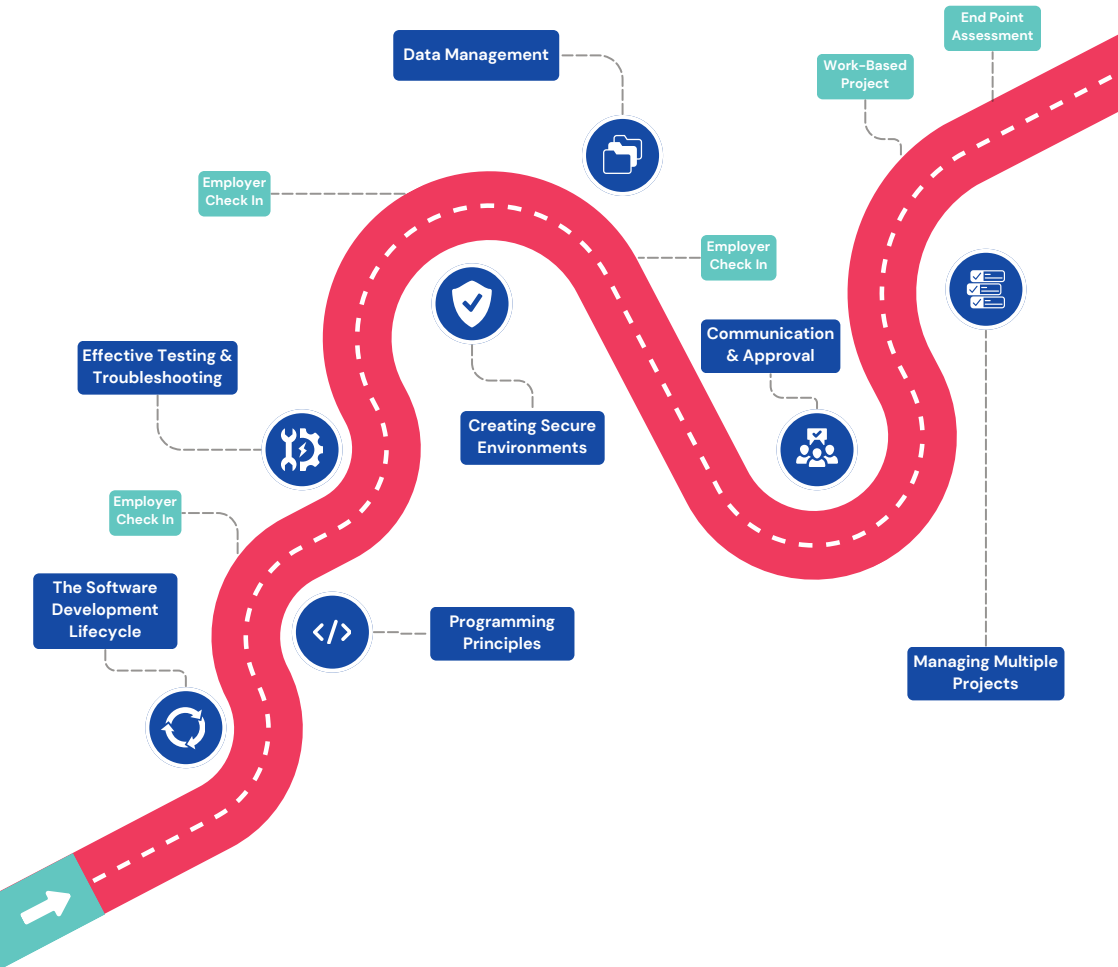 End Point
Assessment
Data Management
Work-Based
Project
Employer
Check In
Employer
Check In
Communication
& Approval
Effective Testing &
Troubleshooting
Creating Secure
Environments
Employer
Check In
The Software
Development
Lifecycle
</>
Programming
Principles
Managing Multiple
Projects